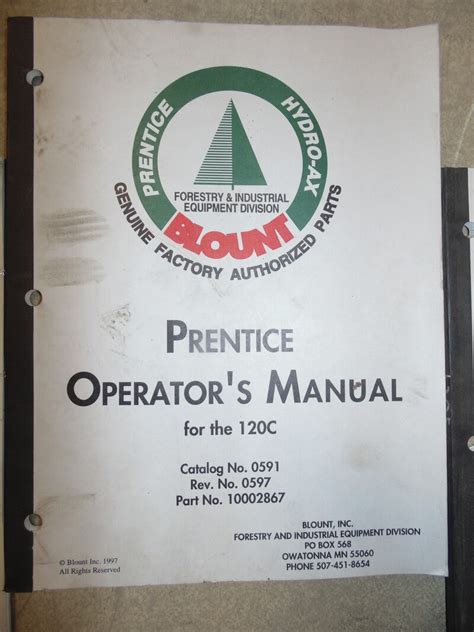 PRENTICE
HYDRO-AX
FORESTRY & INDUSTRIAL
EQUIPMENT DIVISION
BLOUNT
GENUINE FACTORY AUTHORIZED PARTS
PRENTICE
OPERATOR'S MANUAL
for the 120C
Catalog No. 0591
Rev. No. 0597
Part No. 10002867
BLOUNT, INC.
FORESTRY AND INDUSTRIAL EQUIPMENT DIVISION
PO BOX 568
OWATONNA MN 55060
PHONE 507-451-8654
© Blount Inc. 1997
All Rights Reserved